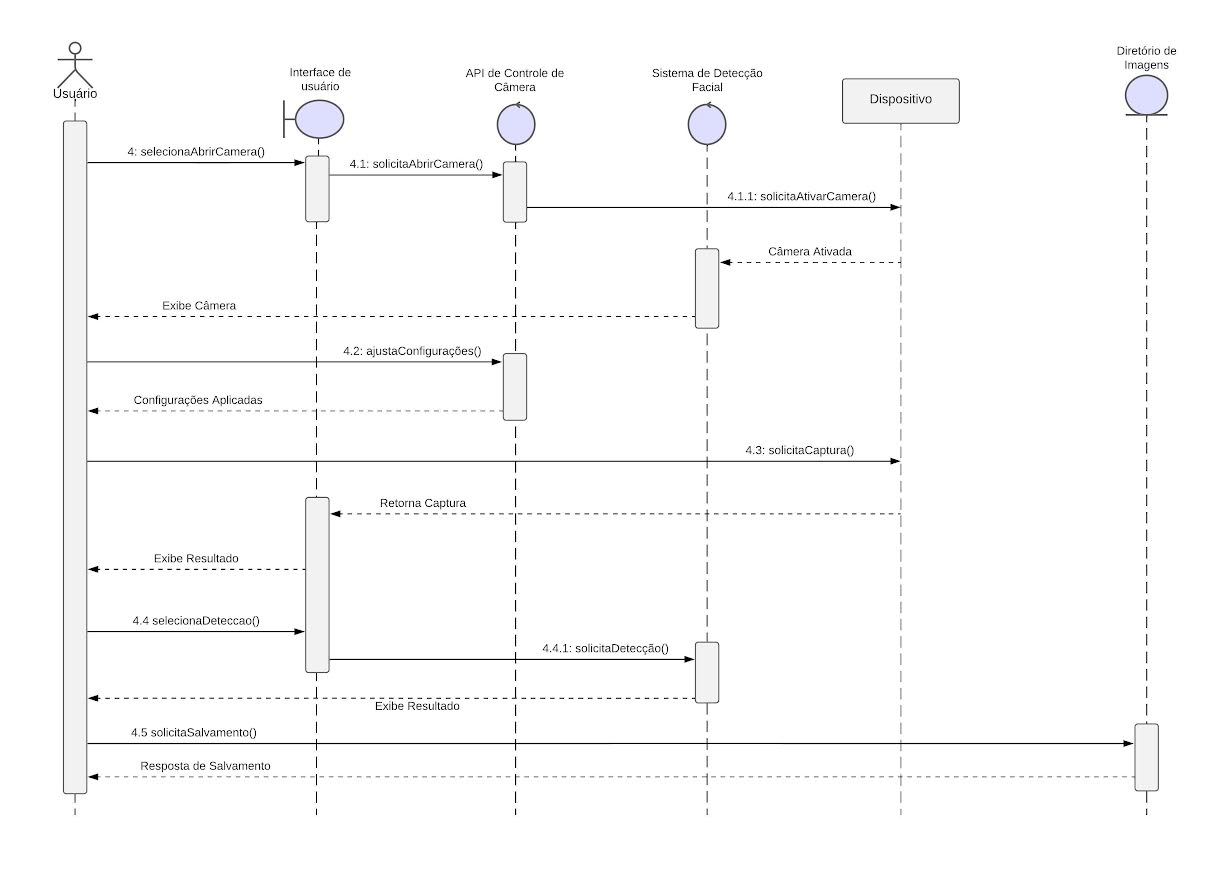 Usuário
Interface de
usuário
API de Controle de
Câmera
Sistema de Detecção
Facial
Dispositivo
Diretório de
Imagens
4: selecionaAbrirCamera()
4.1: solicitaAbrirCamera()
4.1.1: solicitaAtivarCamera()
Câmera Ativada
Exibe Câmera
4.2: ajustaConfigurações()
Configurações Aplicadas
4.3: solicitaCaptura()
Retorna Captura
Exibe Resultado
4.4 selecionaDeteccao()
4.4.1: solicitaDetecção()
Exibe Resultado
4.5 solicitaSalvamento()
Resposta de Salvamento